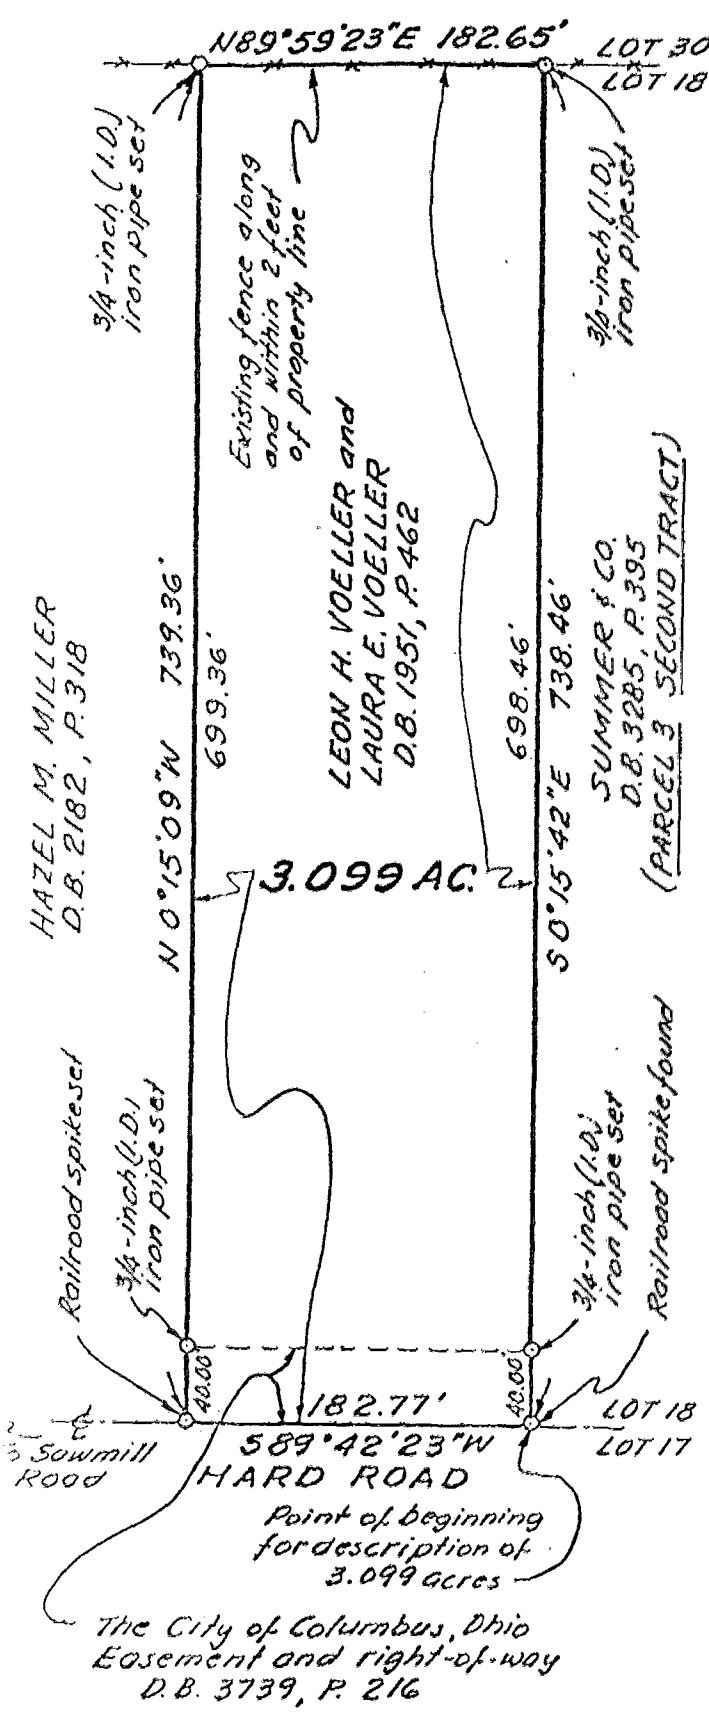 N89°59'23"E 182.65'
LOT 30
LOT 18
3/4-inch (I.D.)
iron pipe set
3/4-inch (I.D.)
iron pipe set
Existing fence along
and within 2 feet
of property line
LEON H. VOELLER and
LAURA E. VOELLER
D.B. 1951, P. 462
HAZEL M. MILLER
D.B. 2182, P. 318
N 0°15'09"W 739.36'
699.36'
698.46'
S 0°15'42"E 738.46'
SUMMER & CO.
D.B. 3285, P. 395
(PARCEL 3 SECOND TRACT)
3.099 AC.
Railroad spike set
3/4-inch (I.D.)
iron pipe set
3/4-inch (I.D.)
iron pipe set
Railroad spike found
40.00'
40.00'
182.77'
S89°42'23"W
HARD ROAD
LOT 18
LOT 17
Sawmill
Road
Point of beginning
for description of
3.099 acres
The City of Columbus, Ohio
Easement and right-of-way
D.B. 3739, P. 216